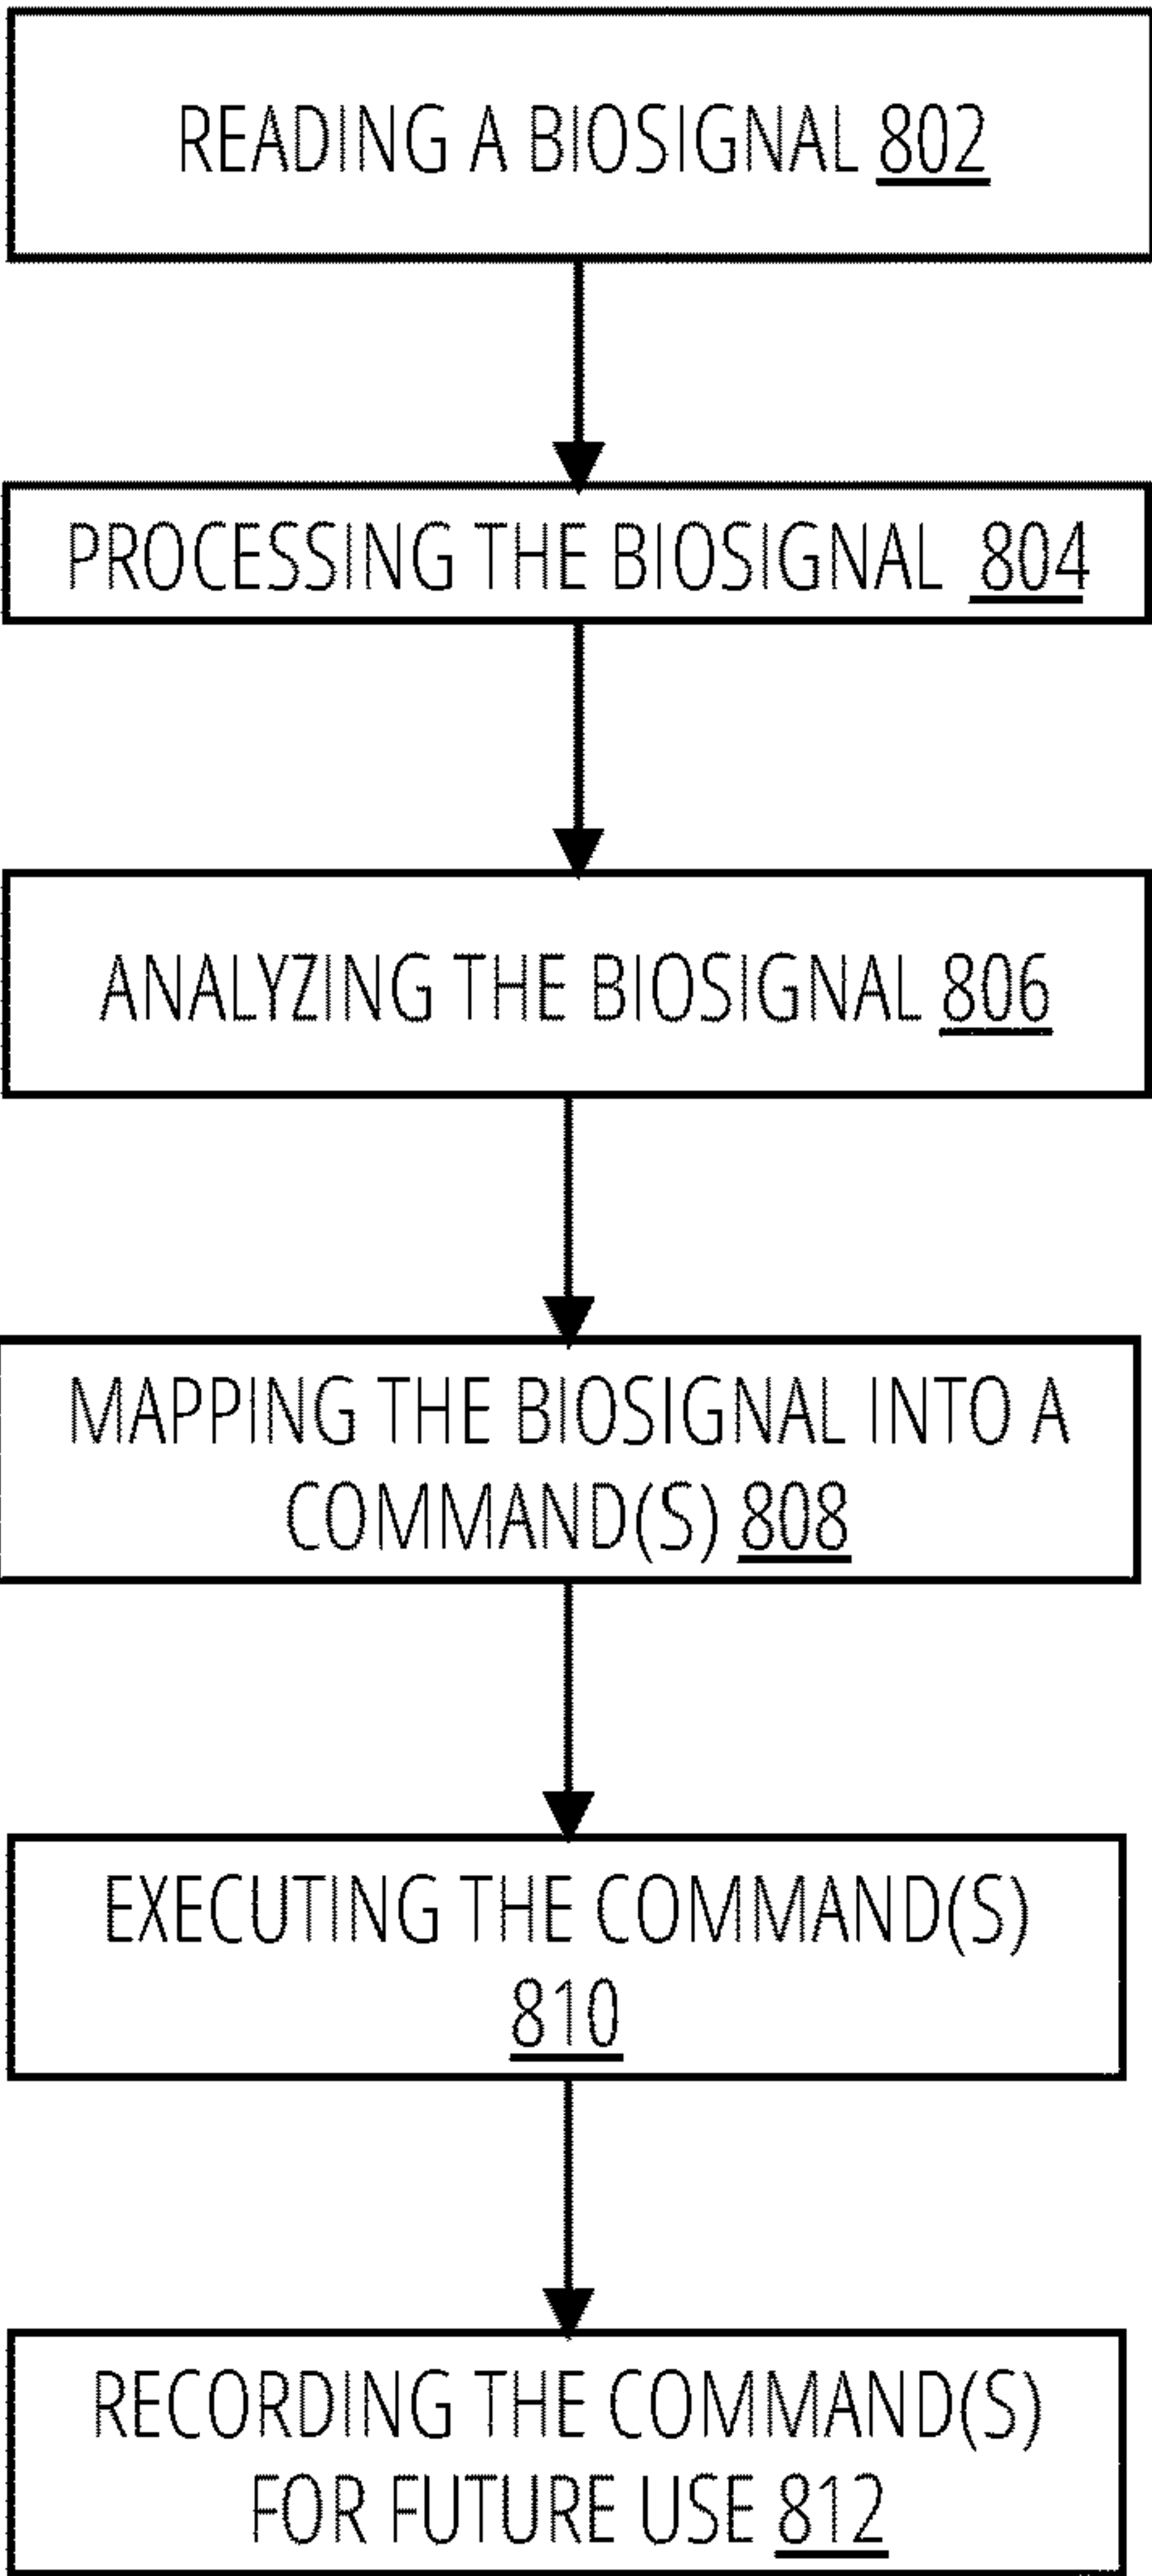 READING A BIOSIGNAL 802
PROCESSING THE BIOSIGNAL 804
ANALYZING THE BIOSIGNAL 806
MAPPING THE BIOSIGNAL INTO A
COMMAND(S) 808
EXECUTING THE COMMAND(S)
810
RECORDING THE COMMAND(S)
FOR FUTURE USE 812